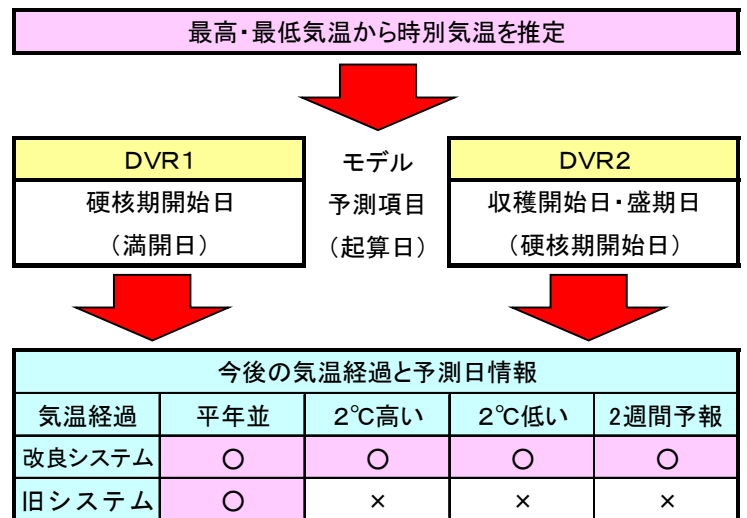 最高・最低気温から時別気温を推定
DVR1 モデル DVR2
硬核期開始日 予測項目 収穫開始日・盛期日
(満開日) (起算日) (硬核期開始日)
今後の気温経過と予測日情報
気温経過 平年並 2℃高い 2℃低い 2週間予報
改良システム ○ ○ ○ ○
旧システム ○ × × ×